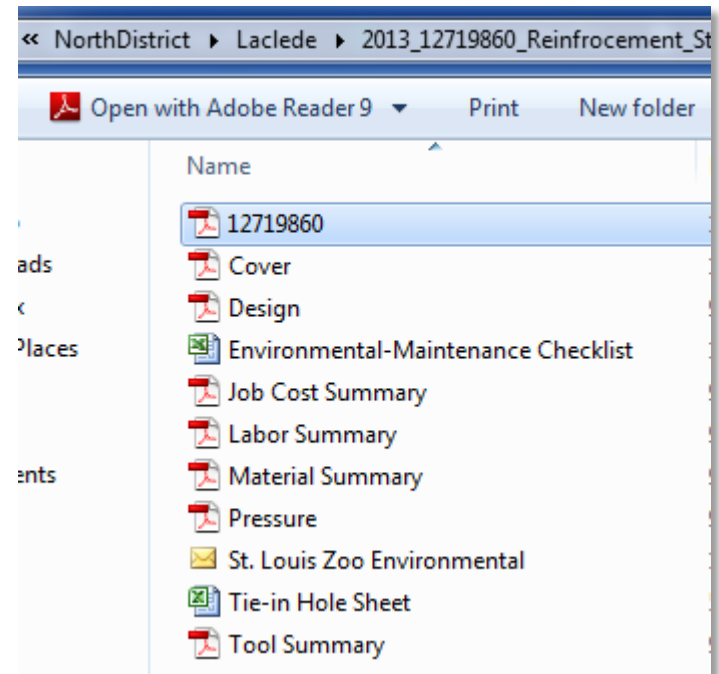 « NorthDistrict ▸ Laclede ▸ 2013_12719860_Reinfrocement_St
Open with Adobe Reader 9 Print New folder
Name
12719860
ads Cover
Design
Places Environmental-Maintenance Checklist
Job Cost Summary
Labor Summary
ents Material Summary
Pressure
St. Louis Zoo Environmental
Tie-in Hole Sheet
Tool Summary